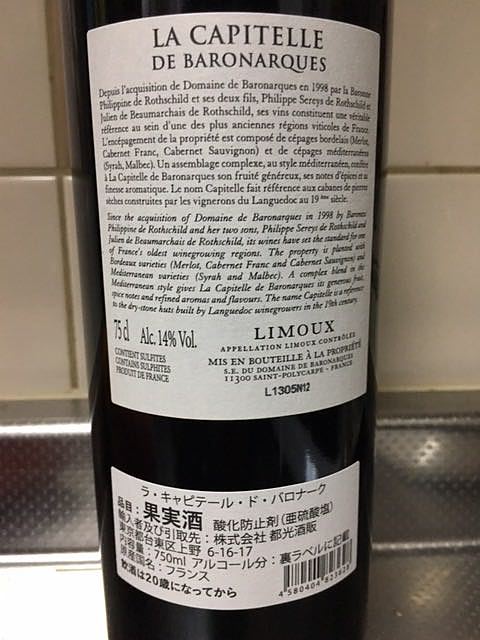 LA CAPITELLE
DE BARONARQUES
Depuis l'acquisition de Domaine de Baronarques en 1998 par la Baronne
Philippine de Rothschild et ses deux fils, Philippe Sereys de Rothschild et
Julien de Beaumarchais de Rothschild, ses vins constituent une véritable
référence au sein d'une des plus anciennes régions viticoles de France.
L'encépagement de la propriété est composé de cépages bordelais (Merlot,
Cabernet Franc, Cabernet Sauvignon) et de cépages méditerranéens
(Syrah, Malbec). Un assemblage complexe, au style méditerranéen, confère
à La Capitelle de Baronarques son fruité généreux, ses notes d'épices et sa
finesse aromatique. Le nom Capitelle fait référence aux cabanes de pierres
sèches construites par les vignerons du Languedoc au 19 ème siècle.
Since the acquisition of Domaine de Baronarques in 1998 by Baroness
Philippine de Rothschild and her two sons, Philippe Sereys de Rothschild and
Julien de Beaumarchais de Rothschild, its wines have set the standard for one
of France's oldest winegrowing regions. The property is planted with
Bordeaux varieties (Merlot, Cabernet Franc and Cabernet Sauvignon) and
Mediterranean varieties (Syrah and Malbec). A complex blend in the
Mediterranean style gives La Capitelle de Baronarques its generous fruit,
spice notes and refined aromas and flavours. The name Capitelle is a reference
to the dry-stone huts built by Languedoc winegrowers in the 19th century.
75 cl Alc. 14% Vol.
CONTIENT SULFITES
CONTAINS SULPHITES
PRODUIT DE FRANCE
LIMOUX
APPELLATION LIMOUX CONTRÔLÉE
MIS EN BOUTEILLE À LA PROPRIÉTÉ
S.E. DU DOMAINE DE BARONARQUES
11300 SAINT-POLYCARPE - FRANCE
L1305N12
ラ・キャピテール・ド・バロナーク
品目：果実酒 酸化防止剤（亜硫酸塩）
輸入者及び引取先：株式会社 都光酒販
東京都台東区上野 6-16-17
内容量：750ml アルコール分：裏ラベルに記載
原産国名：フランス
飲酒は20歳になってから